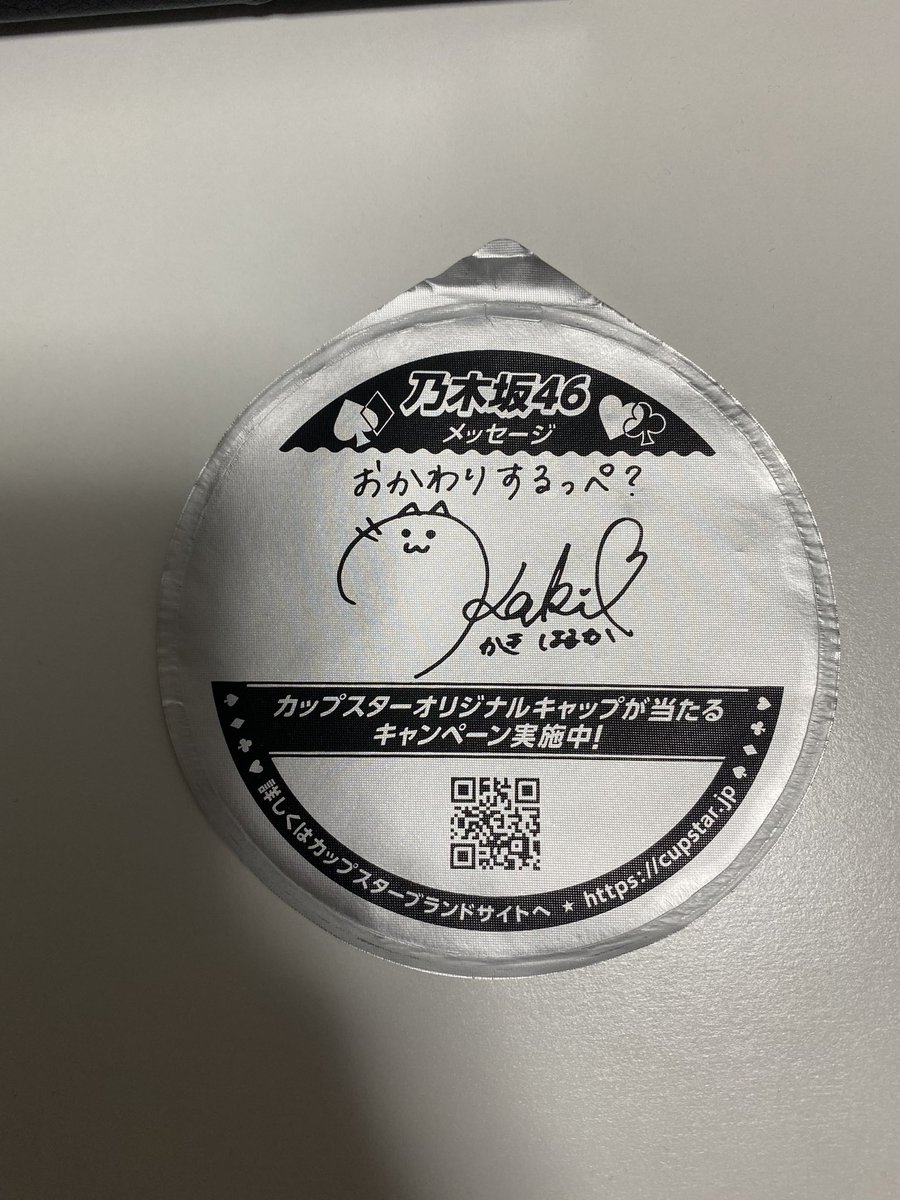 乃木坂46
メッセージ
おかわりするっぺ？
Kaki
かき はるか
カップスターオリジナルキャップが当たる
キャンペーン実施中!
詳しくはカップスターブランドサイトへ ★ https://cupstar.jp